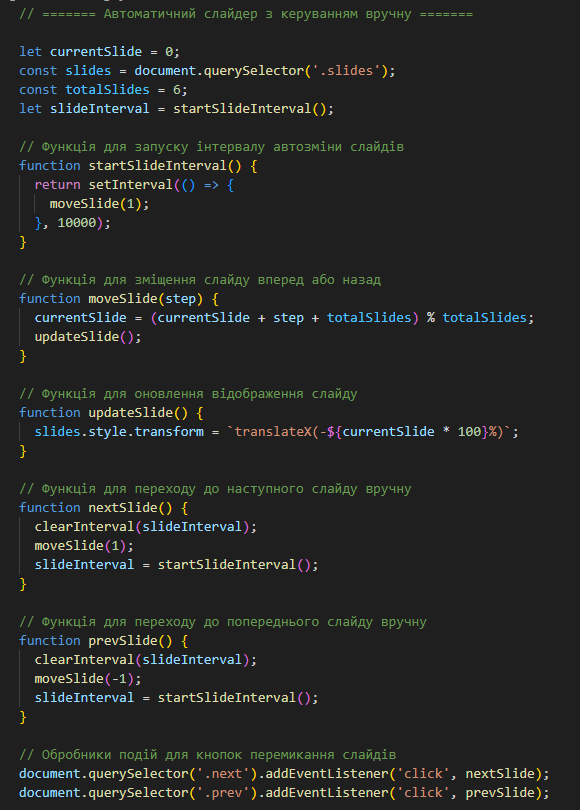 // ======= Автоматичний слайдер з керуванням вручну =======
let currentSlide = 0;
const slides = document.querySelector('.slides');
const totalSlides = 6;
let slideInterval = startSlideInterval();
// Функція для запуску інтервалу автозміни слайдів
function startSlideInterval() {
  return setInterval(() => {
    moveSlide(1);
  }, 10000);
}
// Функція для зміщення слайду вперед або назад
function moveSlide(step) {
  currentSlide = (currentSlide + step + totalSlides) % totalSlides;
  updateSlide();
}
// Функція для оновлення відображення слайду
function updateSlide() {
  slides.style.transform = `translateX(-${currentSlide * 100}%)`;
}
// Функція для переходу до наступного слайду вручну
function nextSlide() {
  clearInterval(slideInterval);
  moveSlide(1);
  slideInterval = startSlideInterval();
}
// Функція для переходу до попереднього слайду вручну
function prevSlide() {
  clearInterval(slideInterval);
  moveSlide(-1);
  slideInterval = startSlideInterval();
}
// Обробники подій для кнопок перемикання слайдів
document.querySelector('.next').addEventListener('click', nextSlide);
document.querySelector('.prev').addEventListener('click', prevSlide);